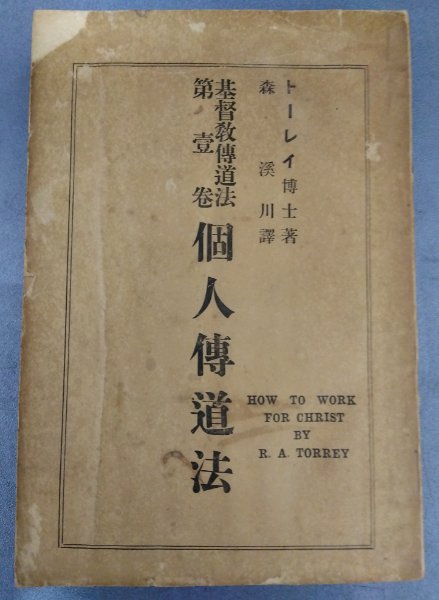 トーレイ博士著
森溪川譯
基督敎傳道法
第壹卷
個人傳道法
HOW TO WORK
FOR CHRIST
BY
R. A. TORREY